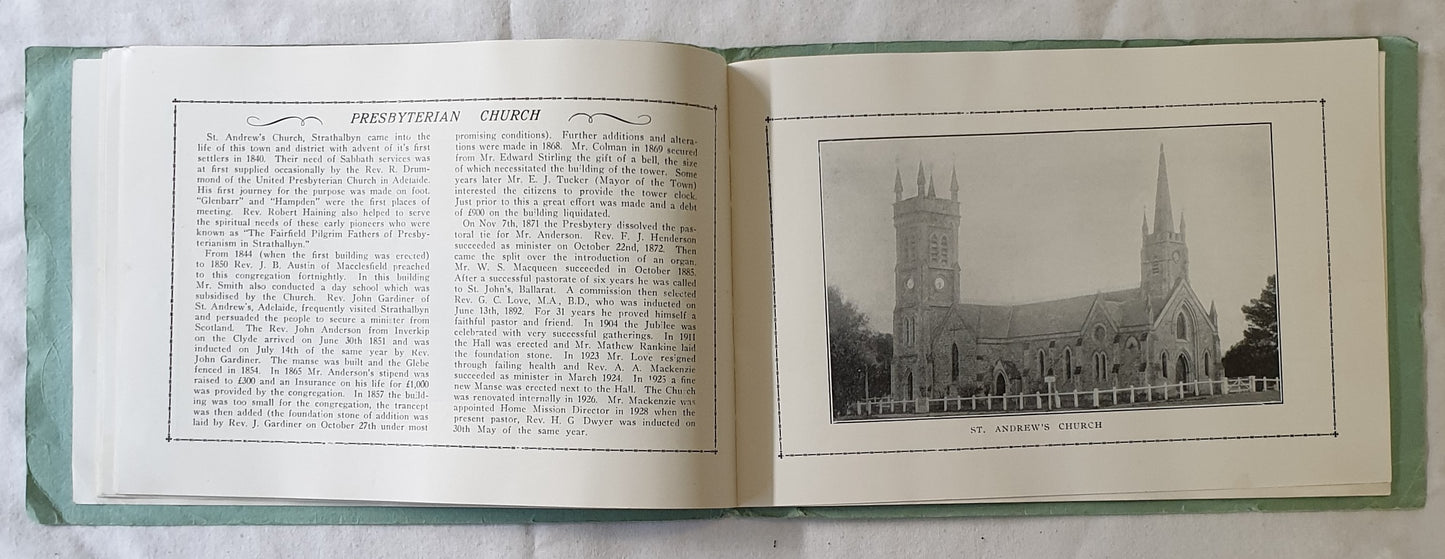 PRESBYTERIAN CHURCH
St. Andrew's Church, Strathalbyn came into the
life of this town and district with advent of it's first
settlers in 1840. Their need of Sabbath services was
at first supplied occasionally by the Rev. R. Drum-
mond of the United Presbyterian Church in Adelaide.
His first journey for the purpose was made on foot.
"Glenbarr" and "Hampden" were the first places of
meeting. Rev. Robert Haining also helped to serve
the spiritual needs of these early pioneers who were
known as "The Fairfield Pilgrim Fathers of Presby-
terianism in Strathalbyn."
From 1844 (when the first building was erected)
to 1850 Rev. J. B. Austin of Macclesfield preached
to this congregation fortnightly. In this building
Mr. Smith also conducted a day school which was
subsidised by the Church. Rev. John Gardiner of
St. Andrew's, Adelaide, frequently visited Strathalbyn
and persuaded the people to secure a minister from
Scotland. The Rev. John Anderson from Inverkip
on the Clyde arrived on June 30th 1851 and was
inducted on July 14th of the same year by Rev.
John Gardiner. The manse was built and the Glebe
fenced in 1854. In 1865 Mr. Anderson's stipend was
raised to £300 and an Insurance on his life for £1,000
was provided by the congregation. In 1857 the build-
ing was too small for the congregation, the trancept
was then added (the foundation stone of addition was
laid by Rev. J. Gardiner on October 27th under most
promising conditions). Further additions and altera-
tions were made in 1868. Mr. Colman in 1869 secured
from Mr. Edward Stirling the gift of a bell, the size
of which necessitated the building of the tower. Some
years later Mr. E. J. Tucker (Mayor of the Town)
interested the citizens to provide the tower clock.
Just prior to this a great effort was made and a debt
of £900 on the building liquidated.
On Nov 7th, 1871 the Presbytery dissolved the pas-
toral tie for Mr. Anderson. Rev. F. J. Henderson
succeeded as minister on October 22nd, 1872. Then
came the split over the introduction of an organ.
Mr. W. S. Macqueen succeeded in October 1885.
After a successful pastorate of six years he was called
to St. John's, Ballarat. A commission then selected
Rev. G. C. Love, M.A., B.D., who was inducted on
June 13th, 1892. For 31 years he proved himself a
faithful pastor and friend. In 1904 the Jubilee was
celebrated with very successful gatherings. In 1911
the Hall was erected and Mr. Mathew Rankine laid
the foundation stone. In 1923 Mr. Love resigned
through failing health and Rev. A. A. Mackenzie
succeeded as minister in March 1924. In 1925 a fine
new Manse was erected next to the Hall. The Church
was renovated internally in 1926. Mr. Mackenzie was
appointed Home Mission Director in 1928 when the
present pastor, Rev. H. G Dwyer was inducted on
30th May of the same year.
ST. ANDREW'S CHURCH